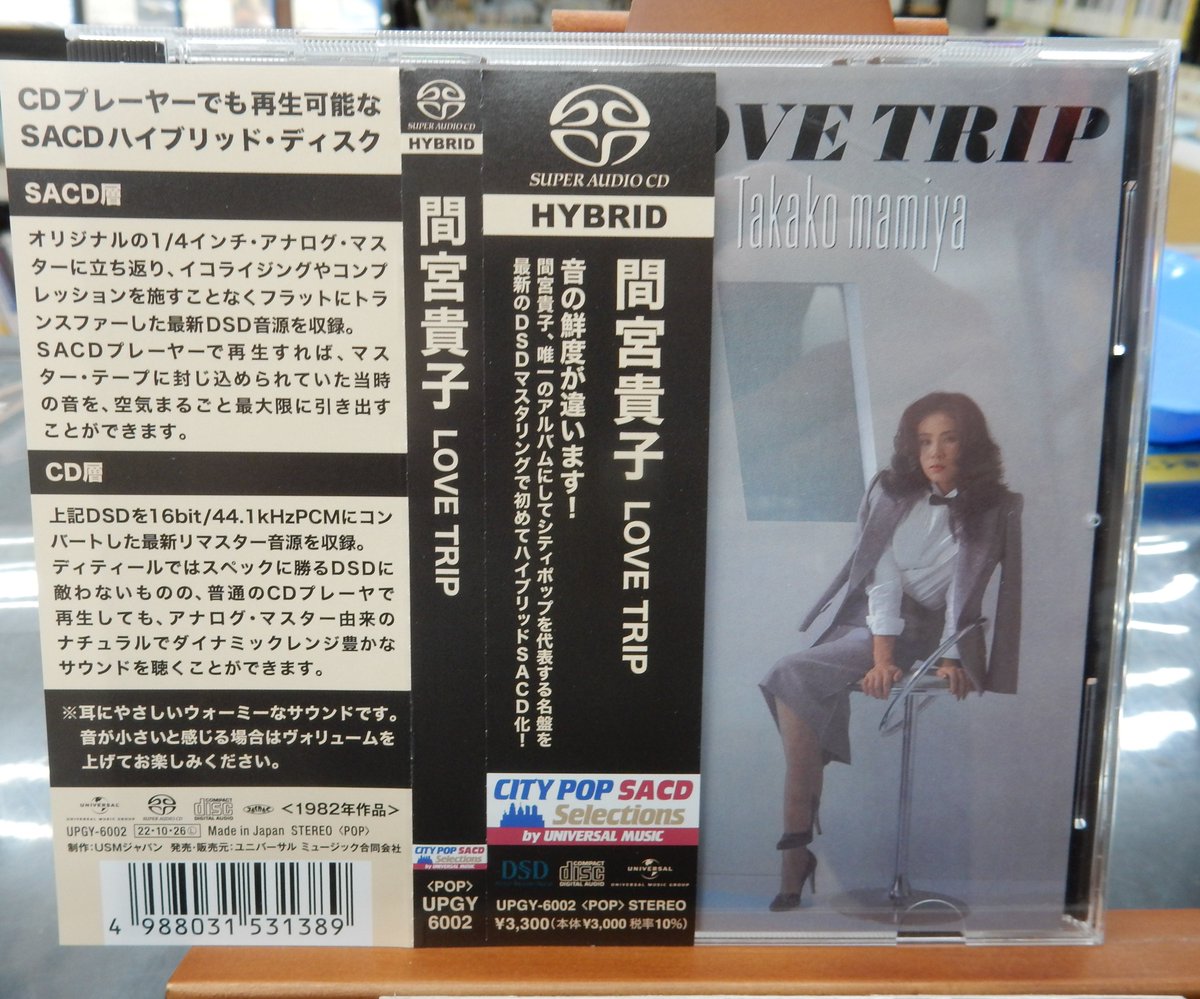 CDプレーヤーでも再生可能な
SACDハイブリッド・ディスク
SACD層
オリジナルの1/4インチ・アナログ・マス
ターに立ち返り、イコライジングやコンプ
レッションを施すことなくフラットにトラ
ンスファーした最新DSD音源を収録。
SACDプレーヤーで再生すれば、マス
ター・テープに封じ込められていた当時
の音を、空気まるごと最大限に引き出す
ことができます。
CD層
上記DSDを16bit/44.1kHzPCMにコン
バートした最新リマスター音源を収録。
ディティールではスペックに勝るDSDに
敵わないものの、普通のCDプレーヤで
再生しても、アナログ・マスター由来の
ナチュラルでダイナミックレンジ豊かな
サウンドを聴くことができます。
※耳にやさしいウォーミーなサウンドです。
音が小さいと感じる場合はヴォリュームを
上げてお楽しみください。
UNIVERSAL
SUPER AUDIO CD
COMPACT
disc
DIGITAL AUDIO
<1982年作品>
UPGY-6002 22・10・26 Ⓛ Made in Japan STEREO 〈POP〉
制作:USMジャパン 発売・販売元:ユニバーサル ミュージック合同会社
4 988031 531389
SUPER AUDIO CD
HYBRID
間宮貴子 LOVE TRIP
CITY POP SACD
Selections
by UNIVERSAL MUSIC
〈POP〉
UPGY
6002
SUPER AUDIO CD
HYBRID
間宮貴子 LOVE TRIP
音の鮮度が違います!
間宮貴子、唯一のアルバムにしてシティポップを代表する名盤を
最新のDSDマスタリングで初めてハイブリッドSACD化!
CITY POP SACD
Selections
by UNIVERSAL MUSIC
DSD
COMPACT
disc
DIGITAL AUDIO
UNIVERSAL
UNIVERSAL MUSIC GROUP
UPGY-6002 〈POP〉 STEREO
¥3,300(本体¥3,000 税率10%)
OVE TRIP
Takako mamiya